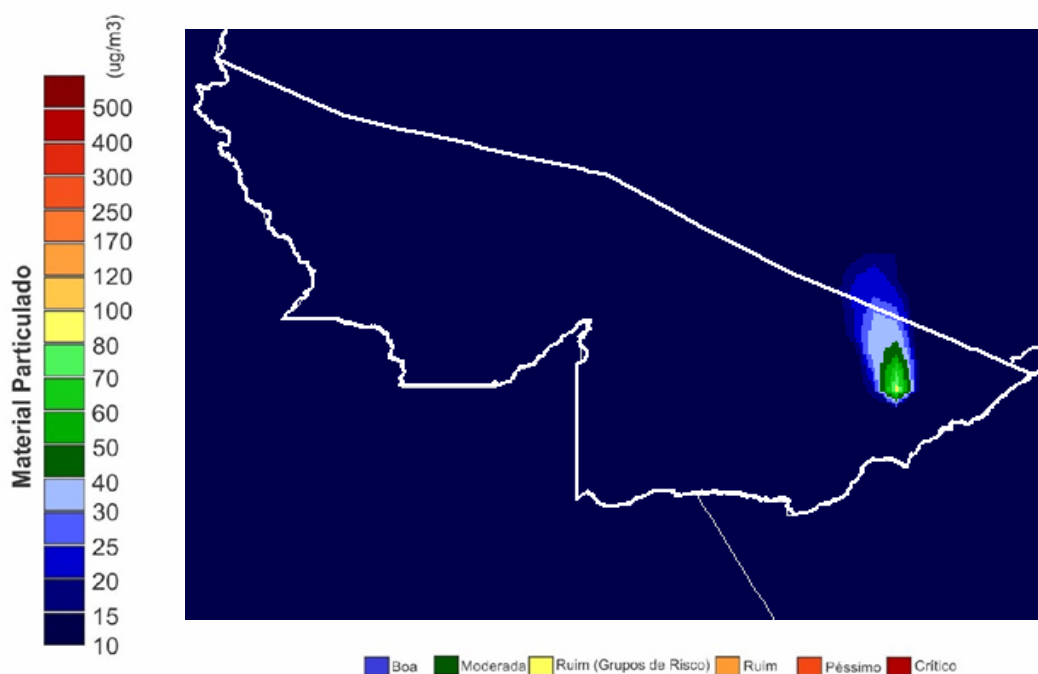 (ug/m3)
Material Particulado
500
400
300
250
170
120
100
80
70
60
50
40
30
25
20
15
10
Boa
Moderada
Ruim (Grupos de Risco)
Ruim
Péssimo
Crítico